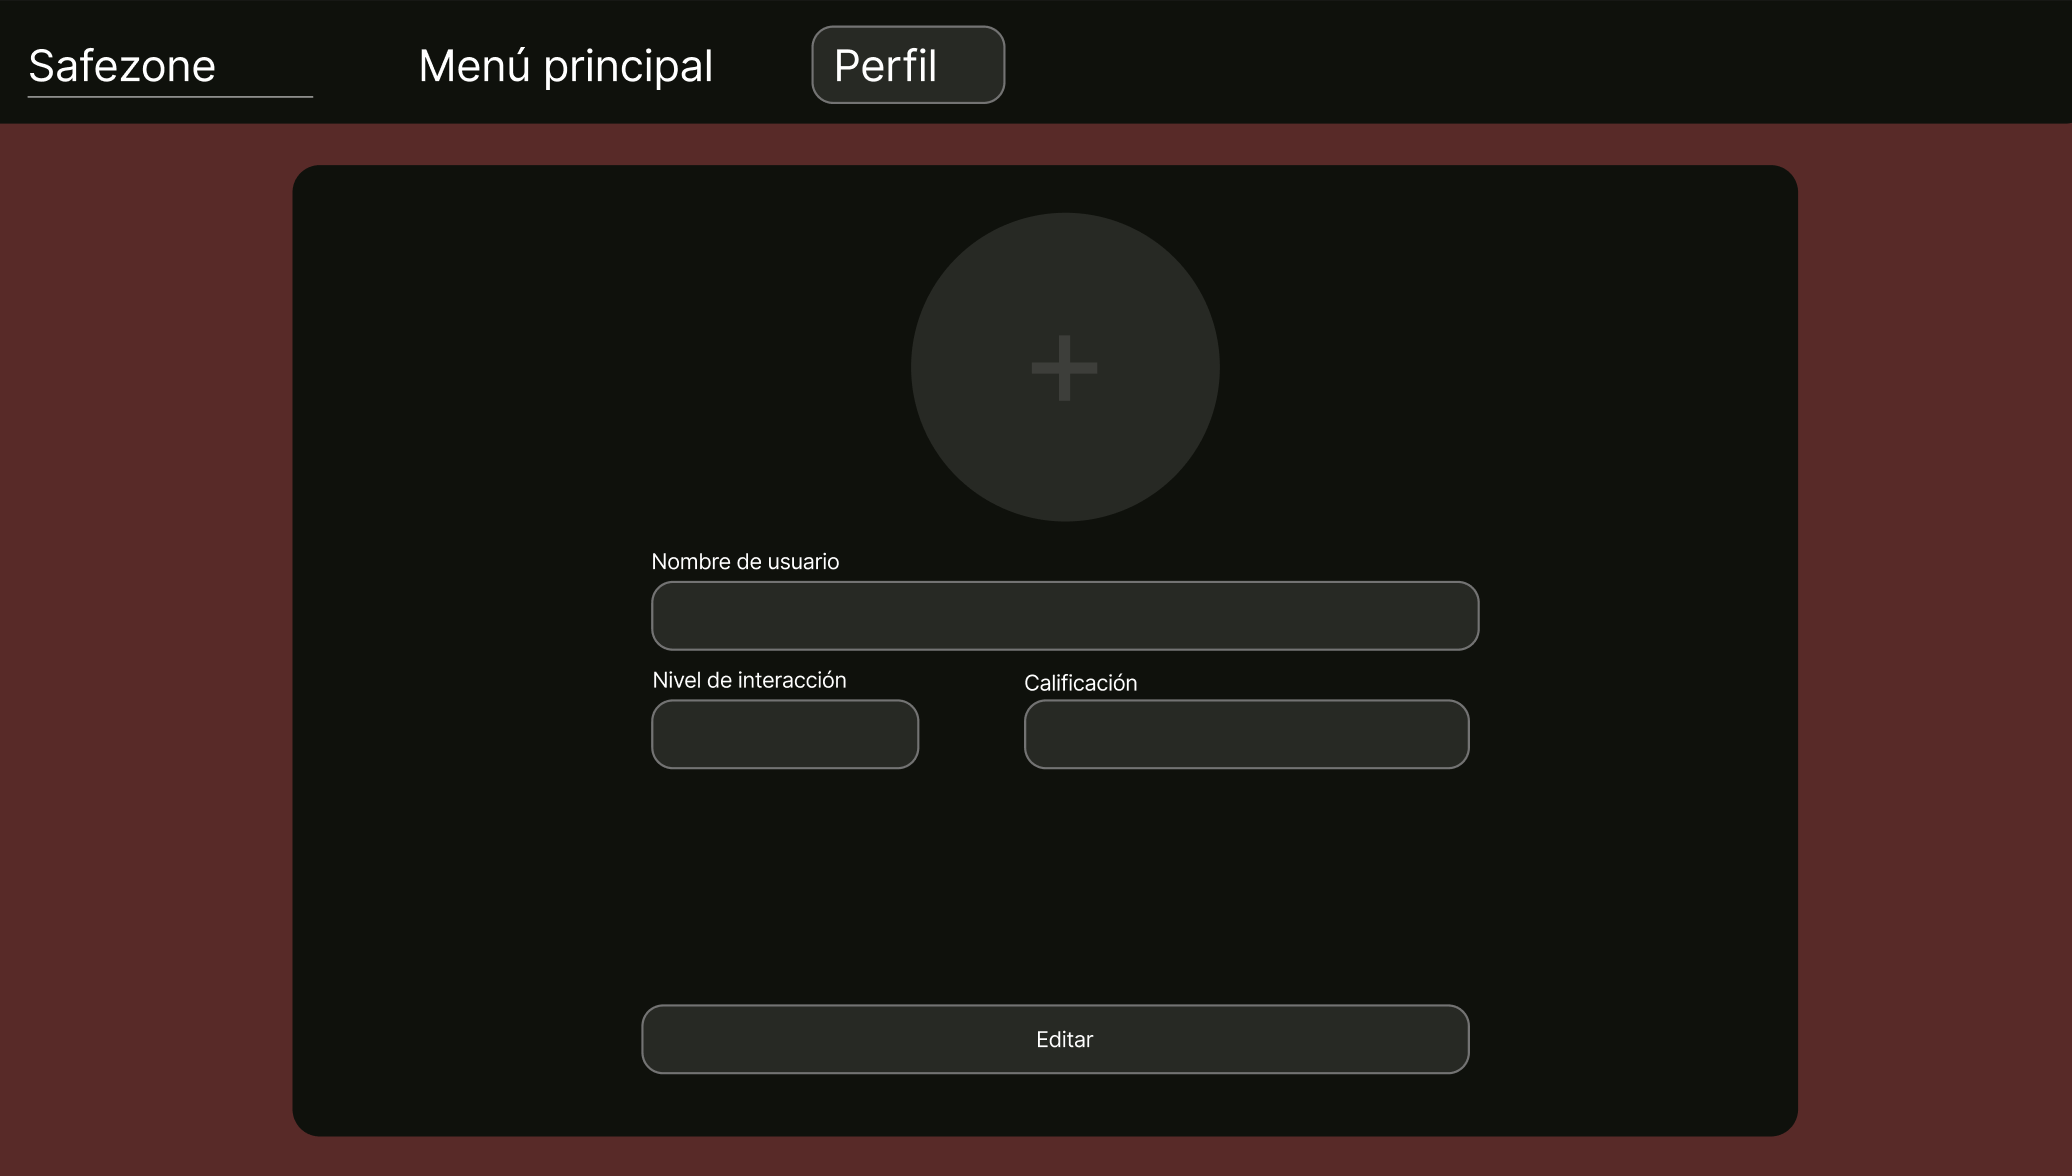 Safezone
Menú principal
Perfil
Nombre de usuario
Nivel de interacción
Calificación
Editar